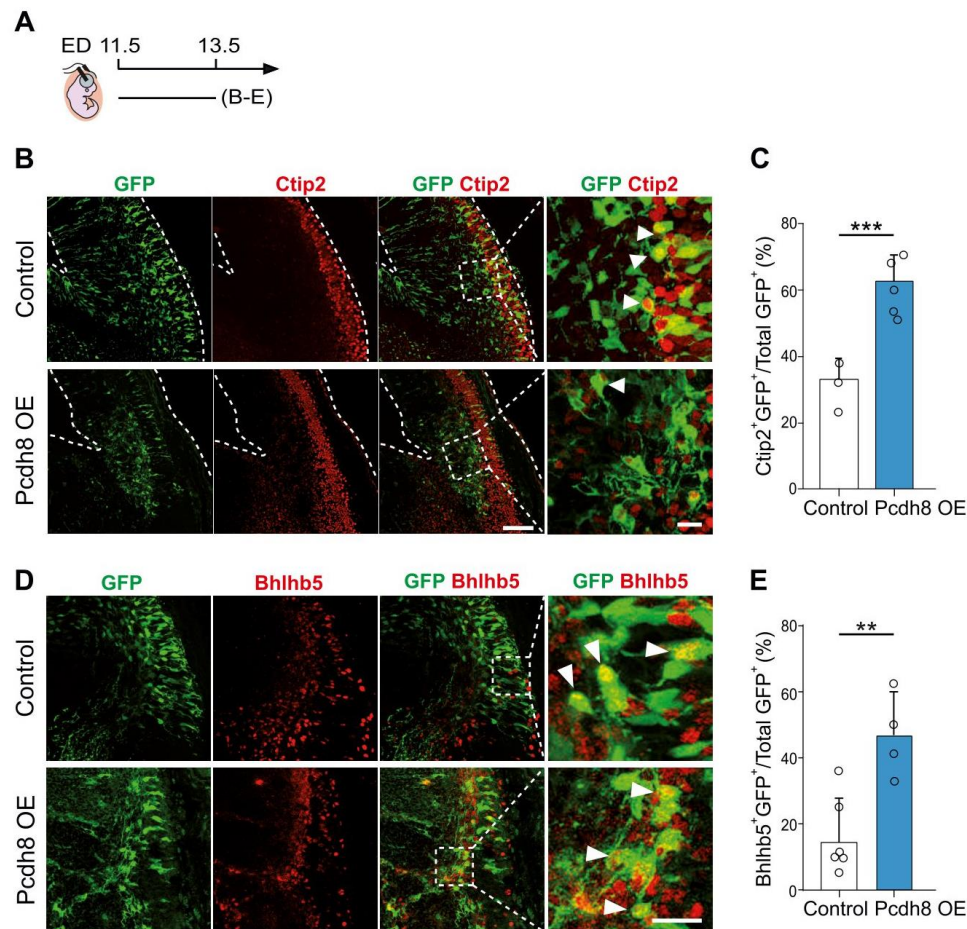 A
ED 11.5 13.5
(B-E)
B
GFP Ctip2 GFP Ctip2 GFP Ctip2
Control
Pcdh8 OE
C
Ctip2+GFP+/Total GFP+ (%)
80
60
40
20
0
***
Control Pcdh8 OE
D
GFP Bhlhb5 GFP Bhlhb5 GFP Bhlhb5
Control
Pcdh8 OE
E
Bhlhb5+GFP+/Total GFP+ (%)
80
60
40
20
0
**
Control Pcdh8 OE